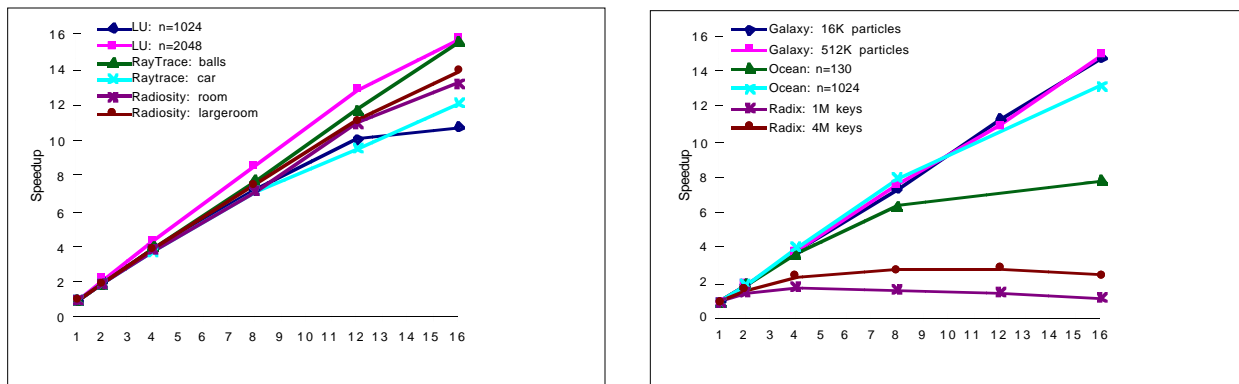 LU: n=1024
LU: n=2048
RayTrace: balls
Raytrace: car
Radiosity: room
Radiosity: largeroom
Speedup
16
14
12
10
8
6
4
2
0
1 2 3 4 5 6 7 8 9 10 11 12 13 14 15 16
Galaxy: 16K particles
Galaxy: 512K particles
Ocean: n=130
Ocean: n=1024
Radix: 1M keys
Radix: 4M keys
Speedup
16
14
12
10
8
6
4
2
0
1 2 3 4 5 6 7 8 9 10 11 12 13 14 15 16